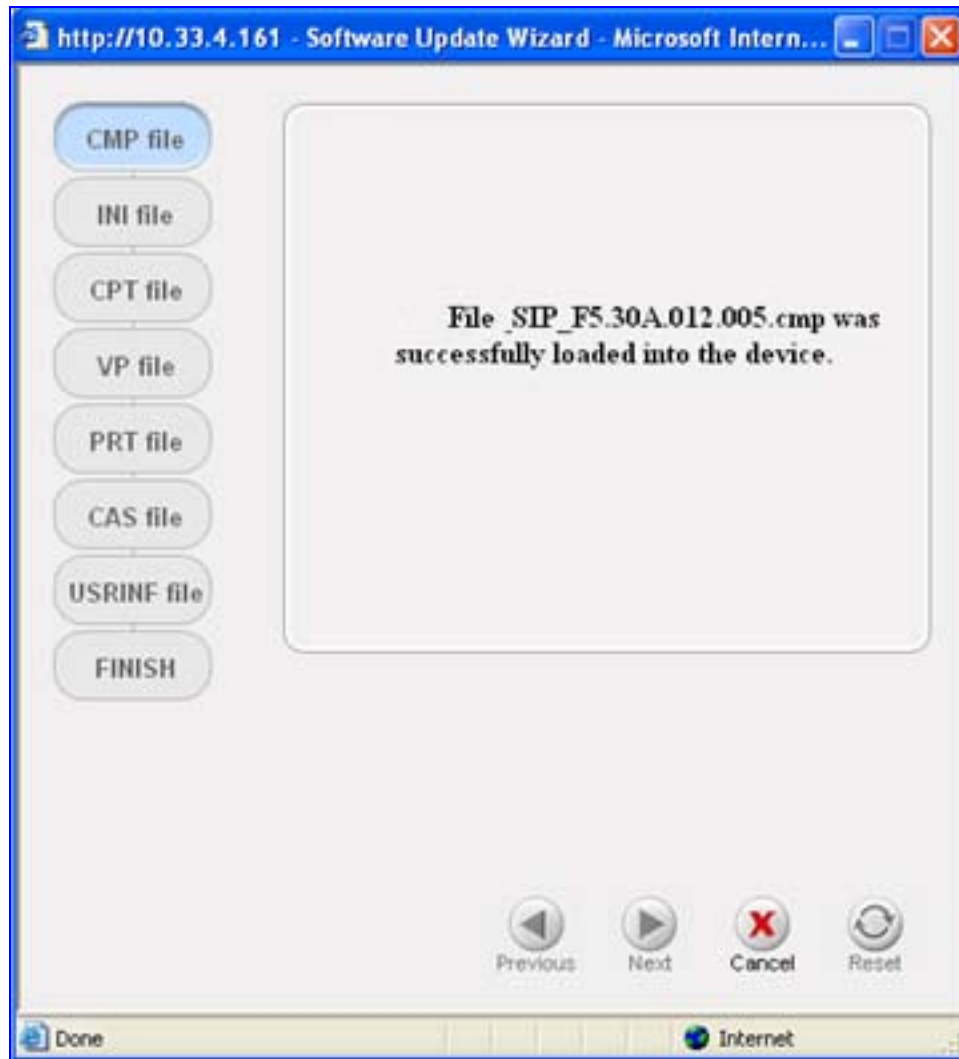 http://10.33.4.161 - Software Update Wizard - Microsoft Intern...
CMP file
INI file
CPT file
VP file
PRT file
CAS file
USRINF file
FINISH
File _SIP_F5.30A.012.005.cmp was
successfully loaded into the device.
Previous
Next
Cancel
Reset
Done
Internet